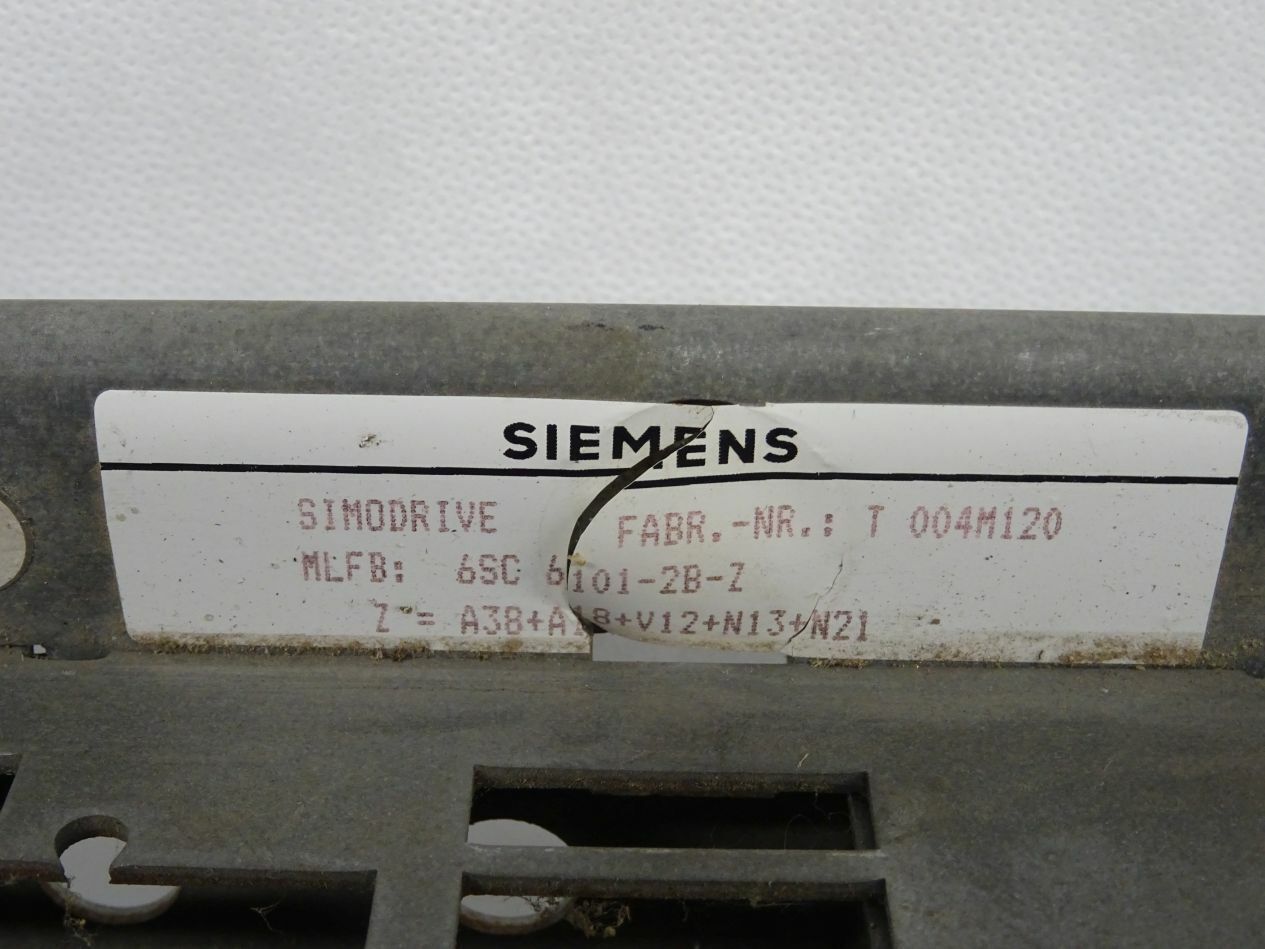 SIEMENS
SIMODRIVE FABR.-NR.: T 004M120
MLFB: 6SC 6101-2B-Z
Z = A38+A18+V12+N13+N21